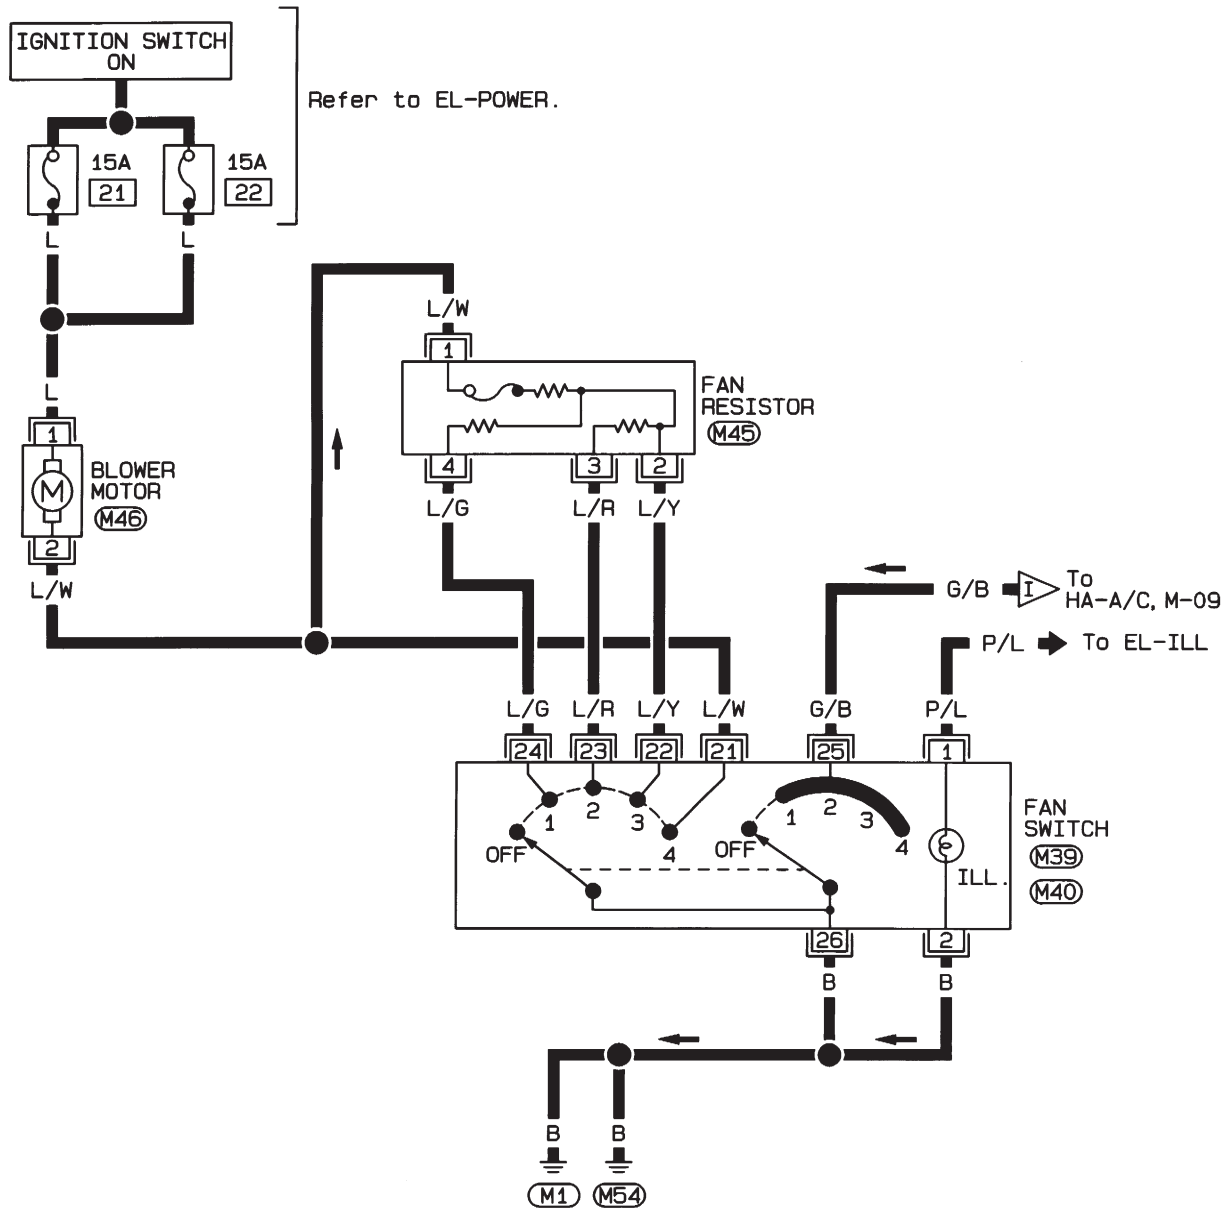 IGNITION SWITCH
ON
Refer to EL-POWER.
15A
21
15A
22
L
L
L/W
1
FAN
RESISTOR
M45
L
1
BLOWER
MOTOR
M
M46
2
L/W
4
3
2
L/G
L/R
L/Y
G/B
I
To
HA-A/C, M-09
P/L
To EL-ILL
L/G
L/R
L/Y
L/W
G/B
P/L
24
23
22
21
25
1
1
2
3
4
OFF
1
2
3
4
OFF
ILL.
FAN
SWITCH
M39
M40
26
2
B
B
B
B
M1
M54